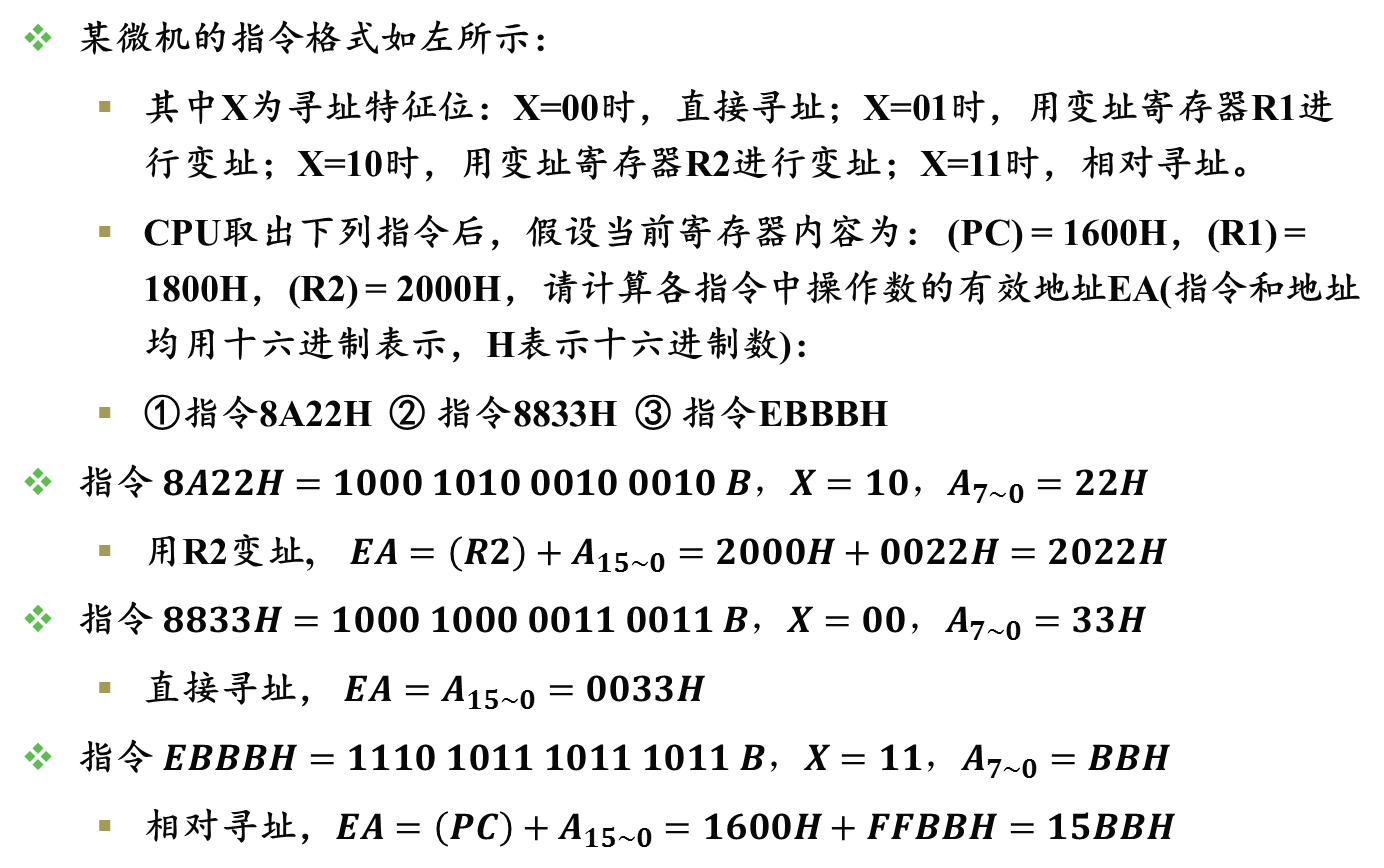 ❖ 某微机的指令格式如左所示：
▪ 其中X为寻址特征位：X=00时，直接寻址；X=01时，用变址寄存器R1进
行变址；X=10时，用变址寄存器R2进行变址；X=11时，相对寻址。
▪ CPU取出下列指令后，假设当前寄存器内容为：(PC) = 1600H，(R1) =
1800H，(R2) = 2000H，请计算各指令中操作数的有效地址EA(指令和地址
均用十六进制表示，H表示十六进制数)：
▪ ①指令8A22H ② 指令8833H ③ 指令EBBBH
❖ 指令 8A22H = 1000 1010 0010 0010 B，X = 10，A₇~₀ = 22H
▪ 用R2变址，EA = (R2) + A₁₅~₀ = 2000H + 0022H = 2022H
❖ 指令 8833H = 1000 1000 0011 0011 B，X = 00，A₇~₀ = 33H
▪ 直接寻址，EA = A₁₅~₀ = 0033H
❖ 指令 EBBBH = 1110 1011 1011 1011 B，X = 11，A₇~₀ = BBH
▪ 相对寻址，EA = (PC) + A₁₅~₀ = 1600H + FFBBH = 15BBH